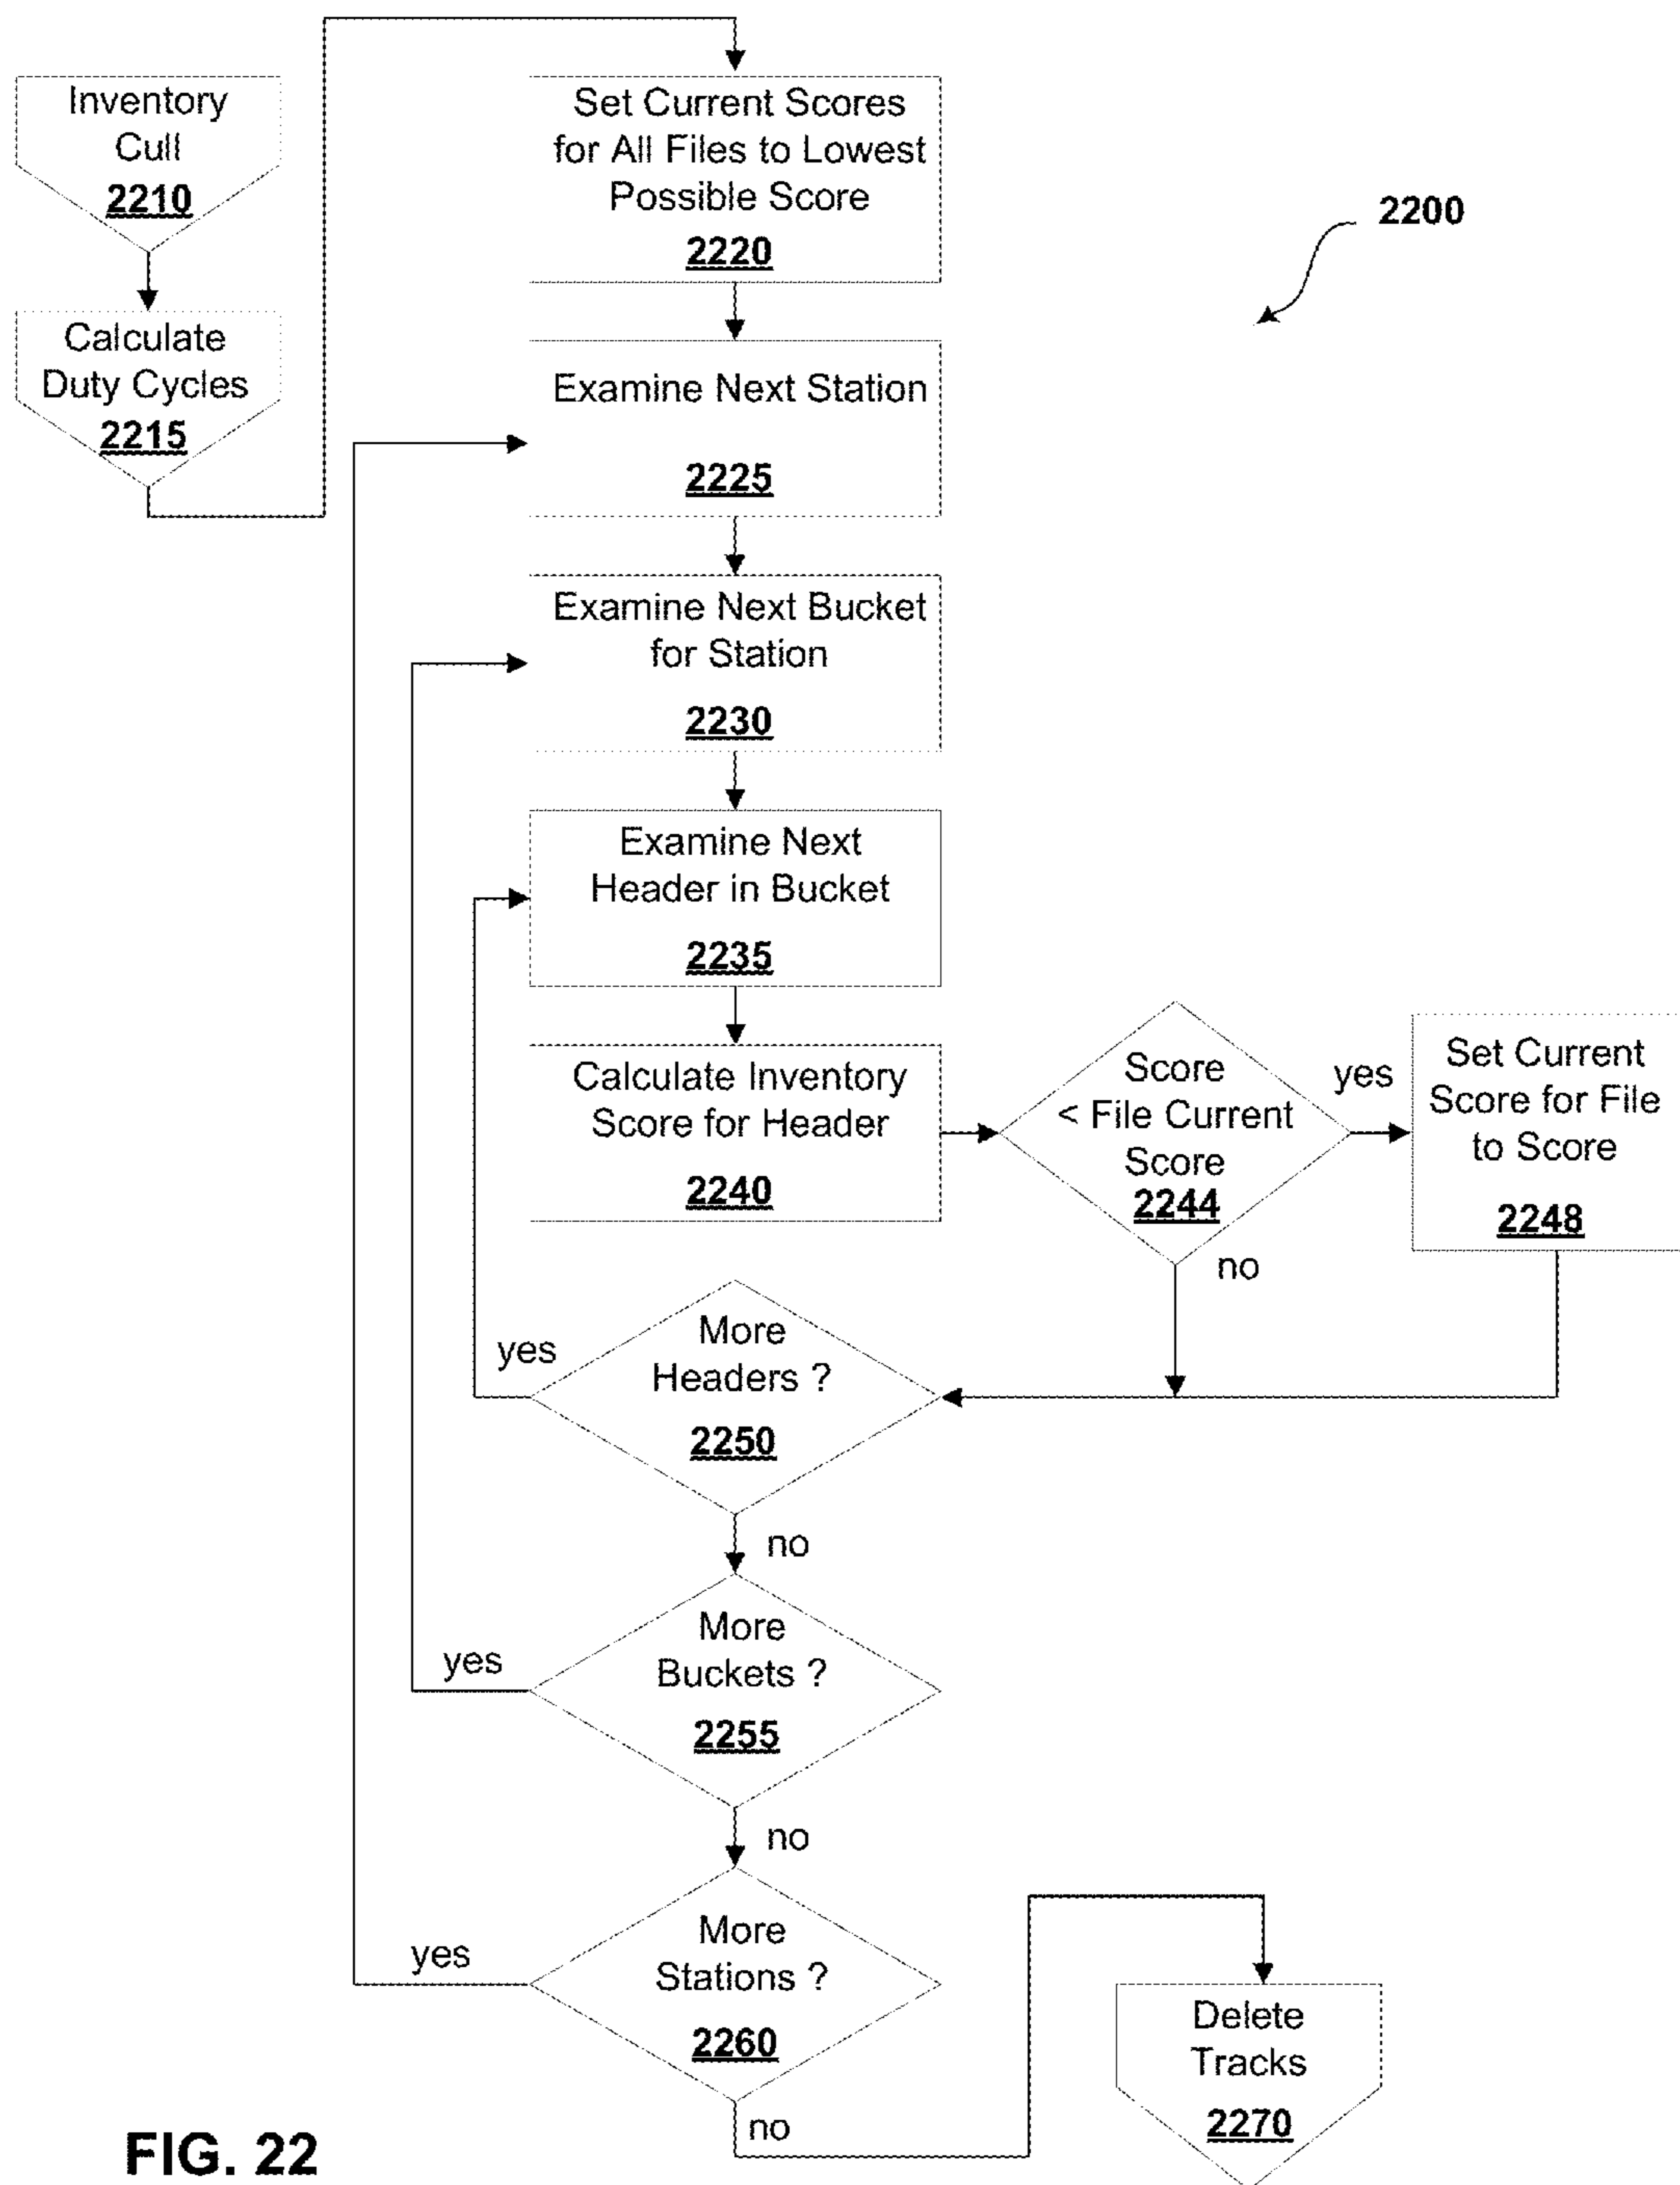 Inventory
Cull
2210
Calculate
Duty Cycles
2215
Set Current Scores
for All Files to Lowest
Possible Score
2220
2200
Examine Next Station
2225
Examine Next Bucket
for Station
2230
Examine Next
Header in Bucket
2235
Calculate Inventory
Score for Header
2240
Score
< File Current
Score
2244
yes
no
Set Current
Score for File
to Score
2248
More
Headers ?
2250
yes
no
More
Buckets ?
2255
yes
no
More
Stations ?
2260
yes
no
Delete
Tracks
2270
FIG. 22